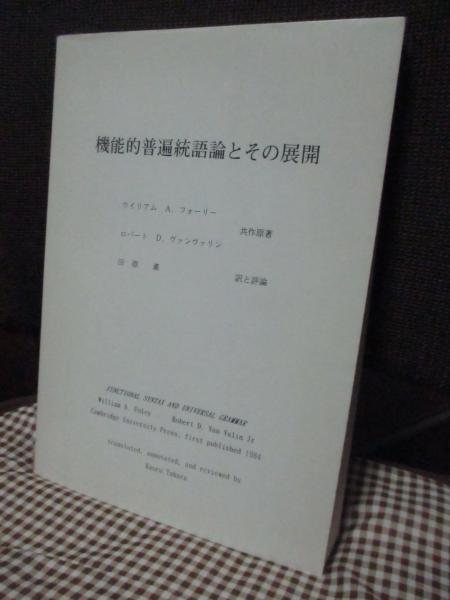 機能的普遍統語論とその展開
ウイリアム A. フォーリー
共作原著
ロバート D. ヴァンヴァリン
田原 薫
訳と評論
FUNCTIONAL SYNTAX AND UNIVERSAL GRAMMAR
William A. Foley Robert D. Van Valin Jr
Cambridge University Press, first published 1984
translated, annotated, and reviewed by
Kaoru Tahara